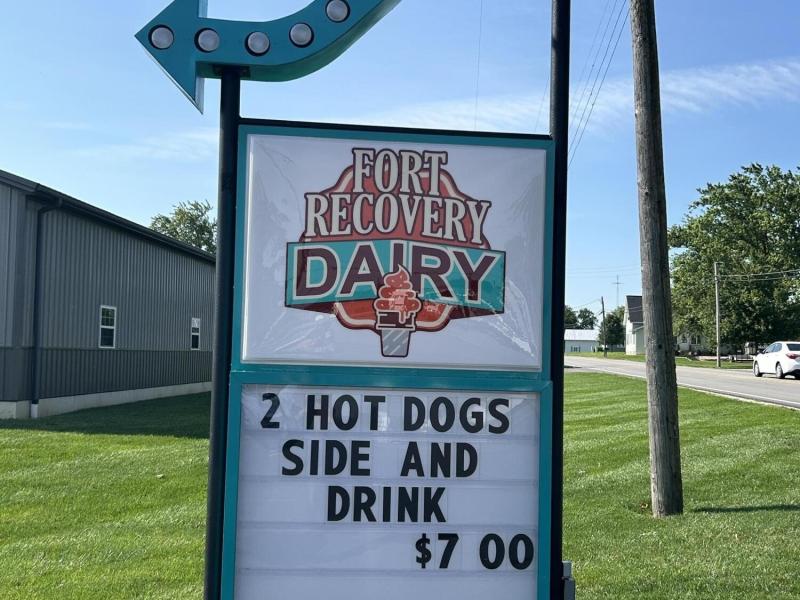 FORT
RECOVERY
DAIRY
2 HOT DOGS
SIDE AND
DRINK
$7 00